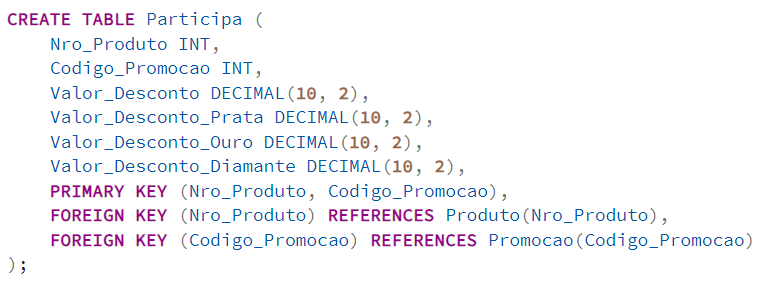 CREATE TABLE Participa (
    Nro_Produto INT,
    Codigo_Promocao INT,
    Valor_Desconto DECIMAL(10, 2),
    Valor_Desconto_Prata DECIMAL(10, 2),
    Valor_Desconto_Ouro DECIMAL(10, 2),
    Valor_Desconto_Diamante DECIMAL(10, 2),
    PRIMARY KEY (Nro_Produto, Codigo_Promocao),
    FOREIGN KEY (Nro_Produto) REFERENCES Produto(Nro_Produto),
    FOREIGN KEY (Codigo_Promocao) REFERENCES Promocao(Codigo_Promocao)
);